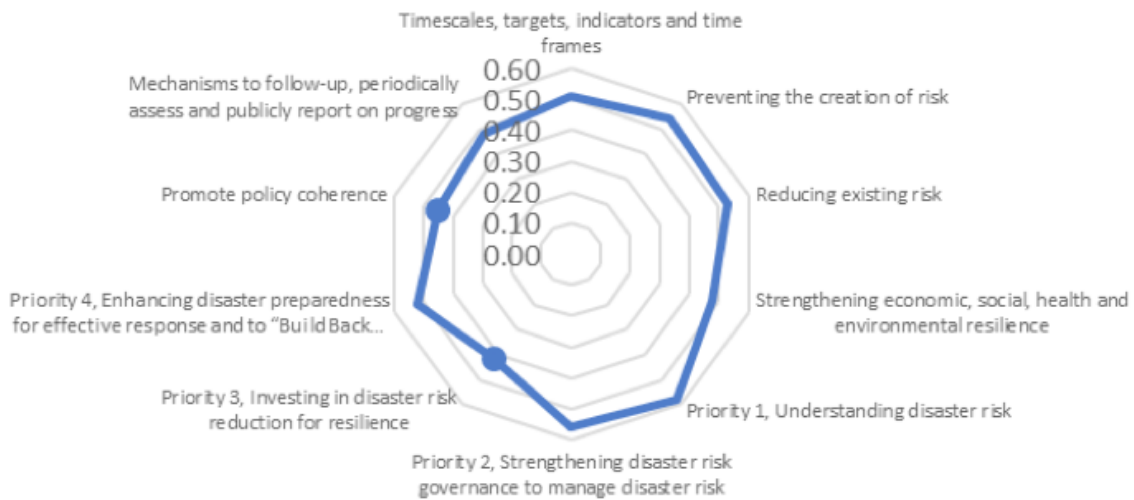 Timescales, targets, indicators and time
frames
Mechanisms to follow-up, periodically
assess and publicly report on progress
Preventing the creation of risk
0.60
0.50
0.40
0.30
0.20
0.10
0.00
Promote policy coherence
Reducing existing risk
Priority 4, Enhancing disaster preparedness
for effective response and to “Build Back...
Strengthening economic, social, health and
environmental resilience
Priority 3, Investing in disaster risk
reduction for resilience
Priority 1, Understanding disaster risk
Priority 2, Strengthening disaster risk
governance to manage disaster risk